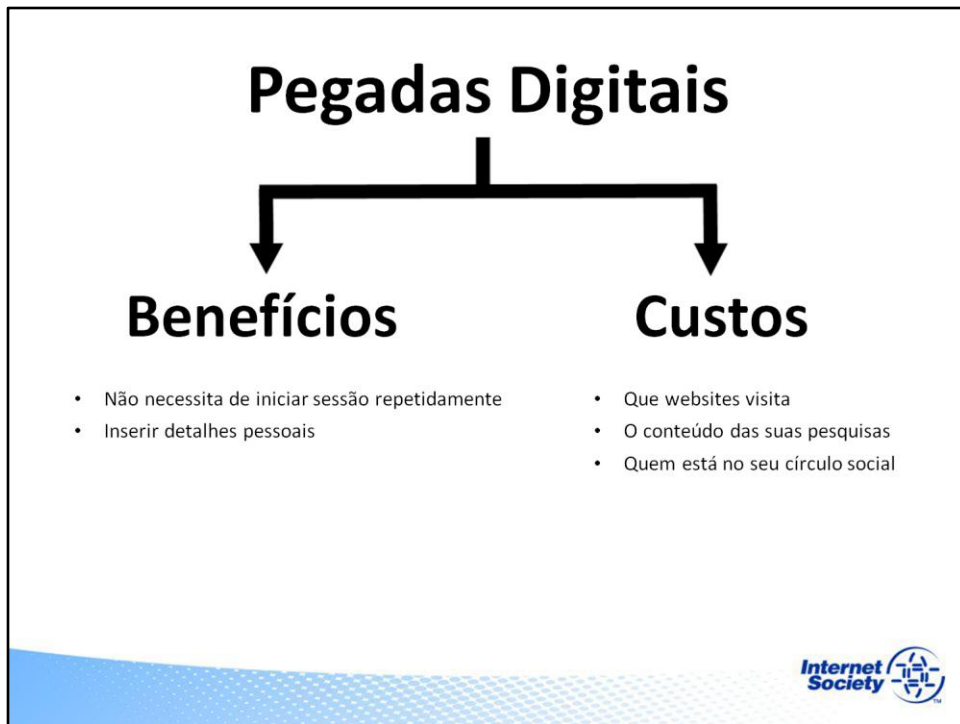 Pegadas Digitais
Benefícios
• Não necessita de iniciar sessão repetidamente
• Inserir detalhes pessoais
Custos
• Que websites visita
• O conteúdo das suas pesquisas
• Quem está no seu círculo social
Internet
Society
TM